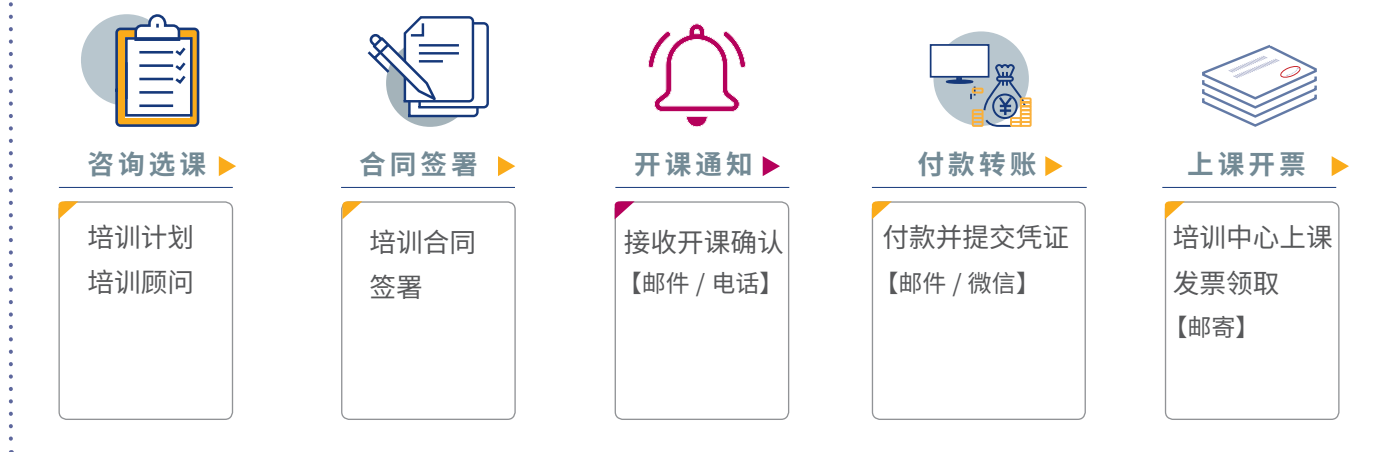 咨询选课
培训计划
培训顾问
合同签署
培训合同
签署
开课通知
接收开课确认
【邮件 / 电话】
付款转账
¥
付款并提交凭证
【邮件 / 微信】
上课开票
培训中心上课
发票领取
【邮寄】